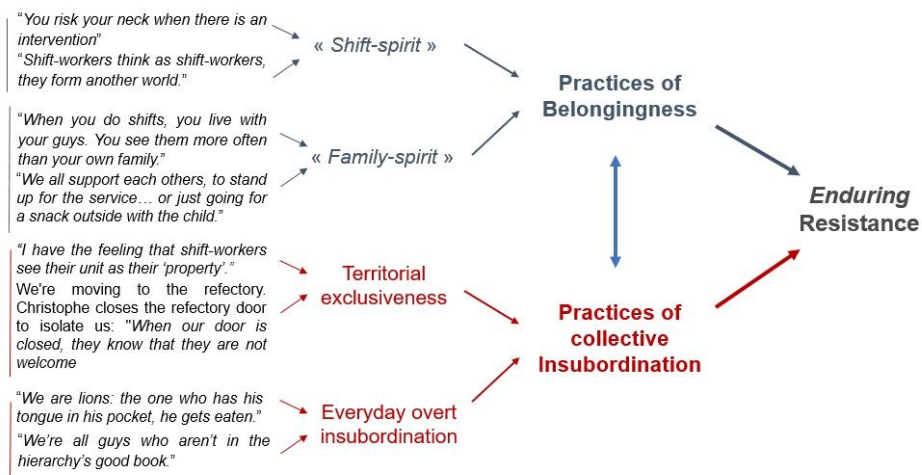 “You risk your neck when there is an
intervention”
“Shift-workers think as shift-workers,
they form another world.”
« Shift-spirit »
“When you do shifts, you live with
your guys. You see them more often
than your own family.”
“We all support each others, to stand
up for the service… or just going for
a snack outside with the child.”
« Family-spirit »
Practices of
Belongingness
“I have the feeling that shift-workers
see their unit as their ‘property’.”
We're moving to the refectory.
Christophe closes the refectory door
to isolate us: "When our door is
closed, they know that they are not
welcome
Territorial
exclusiveness
“We are lions: the one who has his
tongue in his pocket, he gets eaten.”
“We’re all guys who aren’t in the
hierarchy’s good book.”
Everyday overt
insubordination
Practices of
collective
Insubordination
Enduring
Resistance